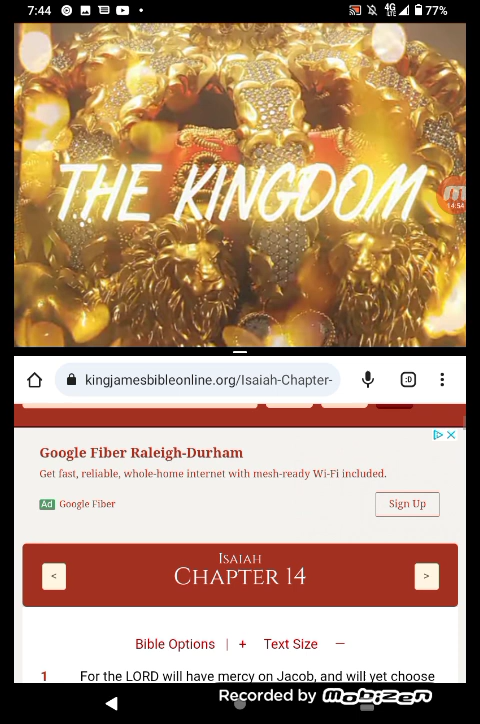 7:44
4G
LTE
77%
THE KINGDOM
14:54
kingjamesbibleonline.org/Isaiah-Chapter-
:D
Google Fiber Raleigh-Durham
Get fast, reliable, whole-home internet with mesh-ready Wi-Fi included.
Ad Google Fiber
Sign Up
<
ISAIAH
CHAPTER 14
>
Bible Options | + Text Size —
1 For the LORD will have mercy on Jacob, and will yet choose
Recorded by Mobizen